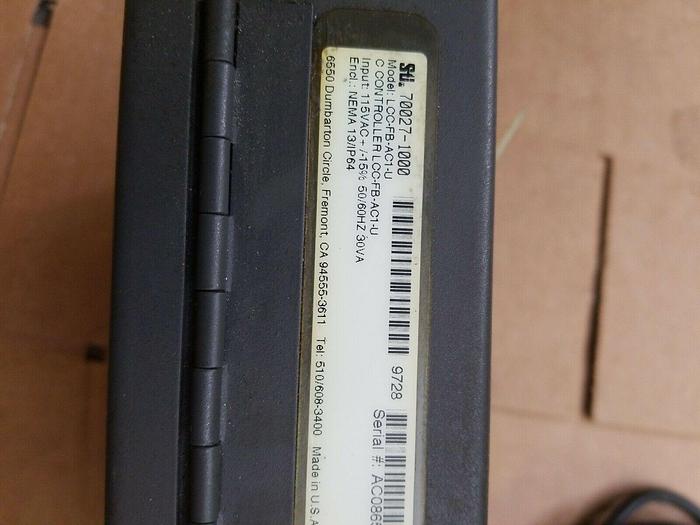 Sti. 70027-1000 9728
Model: LCC-FB-AC1-U Serial #:
C CONTROLLER LCC-FB-AC1-U
Input: 115VAC + /-15% 50/60HZ 30VA
Encl.: NEMA 13/IP64
6550 Dumbarton Circle, Fremont, CA 94555-3611 Tel: 510/608-3400 Made in U.S.A